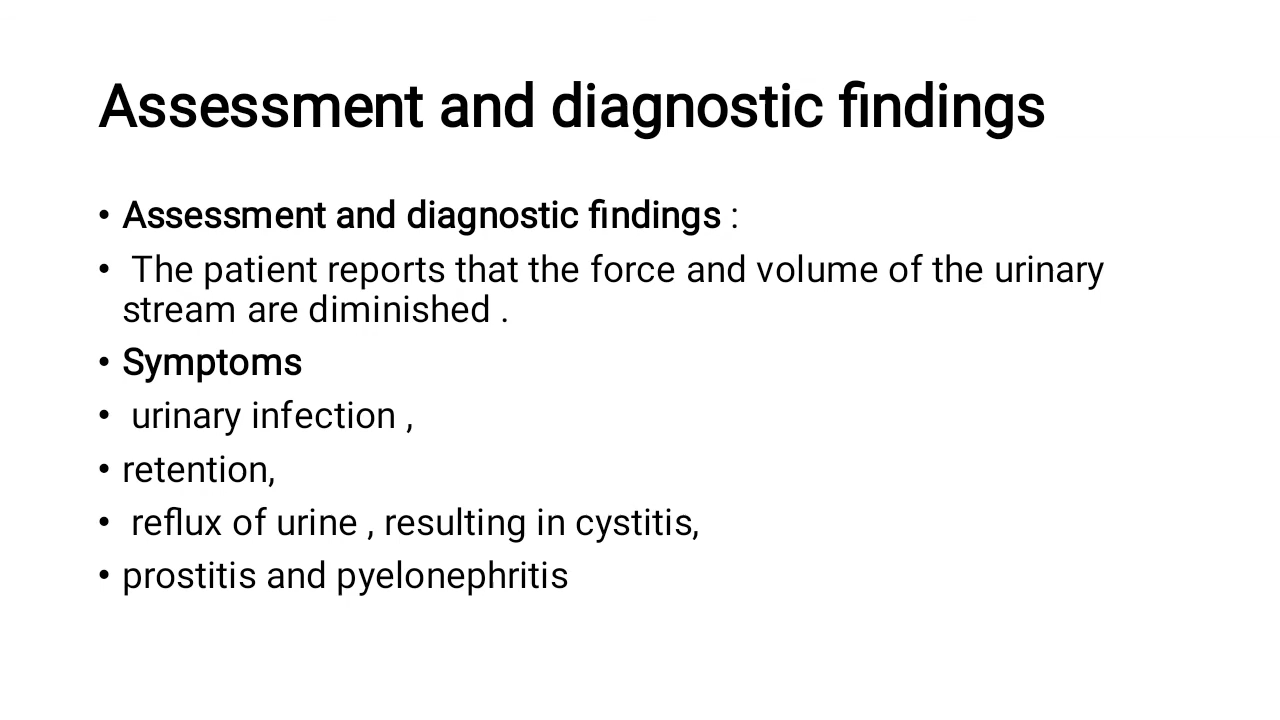 Assessment and diagnostic findings
• Assessment and diagnostic findings :
• The patient reports that the force and volume of the urinary
stream are diminished .
• Symptoms
• urinary infection ,
• retention,
• reflux of urine , resulting in cystitis,
• prostitis and pyelonephritis